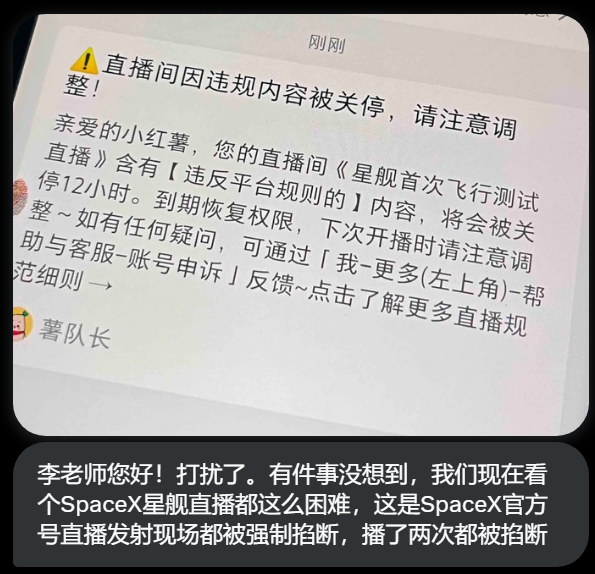 刚刚
⚠️直播间因违规内容被关停，请注意调
整！
亲爱的小红薯，您的直播间《星舰首次飞行测试
直播》含有【违反平台规则的】内容，将会被关
停12小时。到期恢复权限，下次开播时请注意调
整～如有任何疑问，可通过「我-更多(左上角)-帮
助与客服-账号申诉」反馈~点击了解更多直播规
范细则→
薯队长
李老师您好！打扰了。有件事没想到，我们现在看
个SpaceX星舰直播都这么困难，这是SpaceX官方
号直播发射现场都被强制掐断，播了两次都被掐断